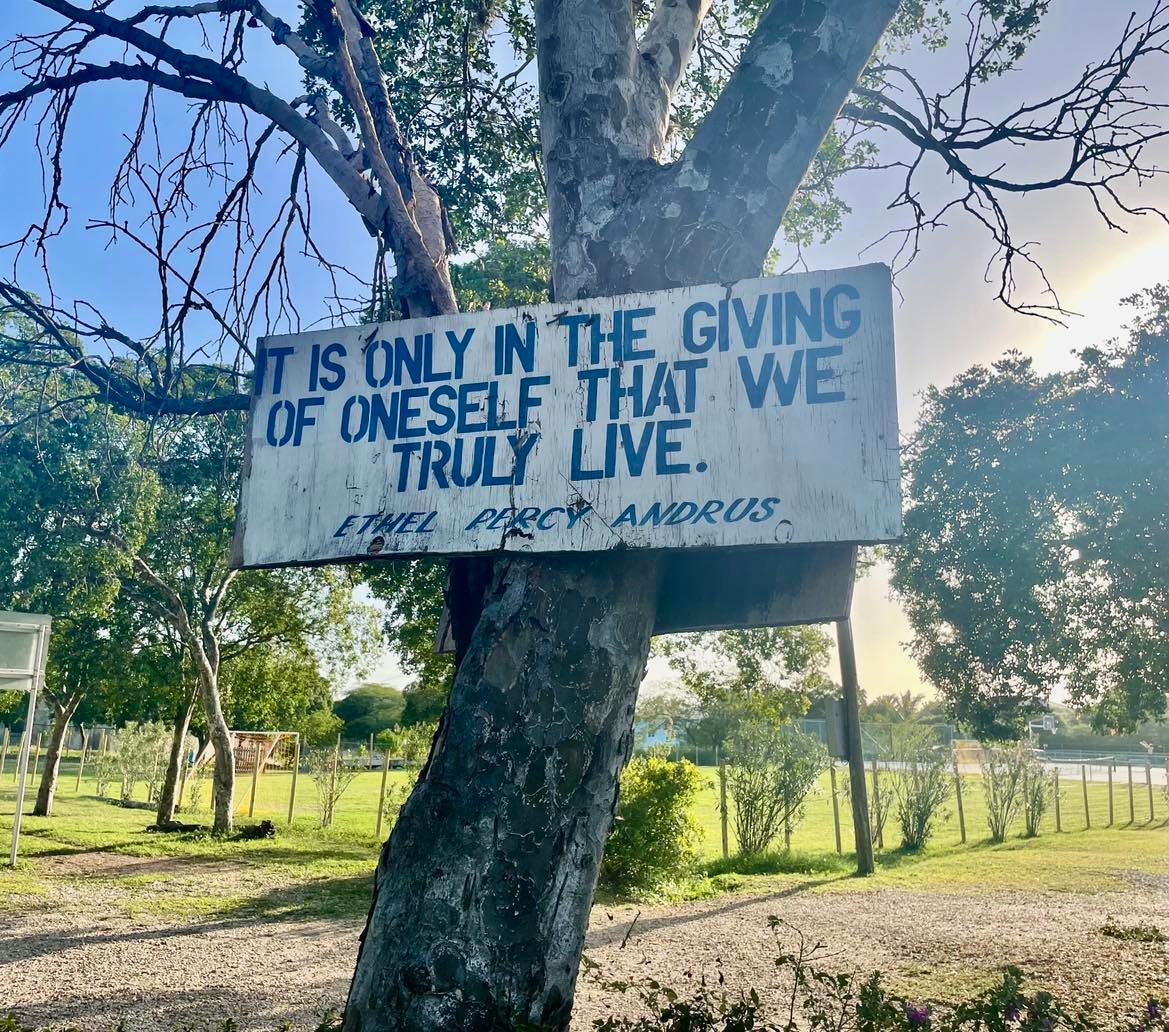 IT IS ONLY IN THE GIVING
OF ONESELF THAT WE
TRULY LIVE.
ETHEL PERCY ANDRUS